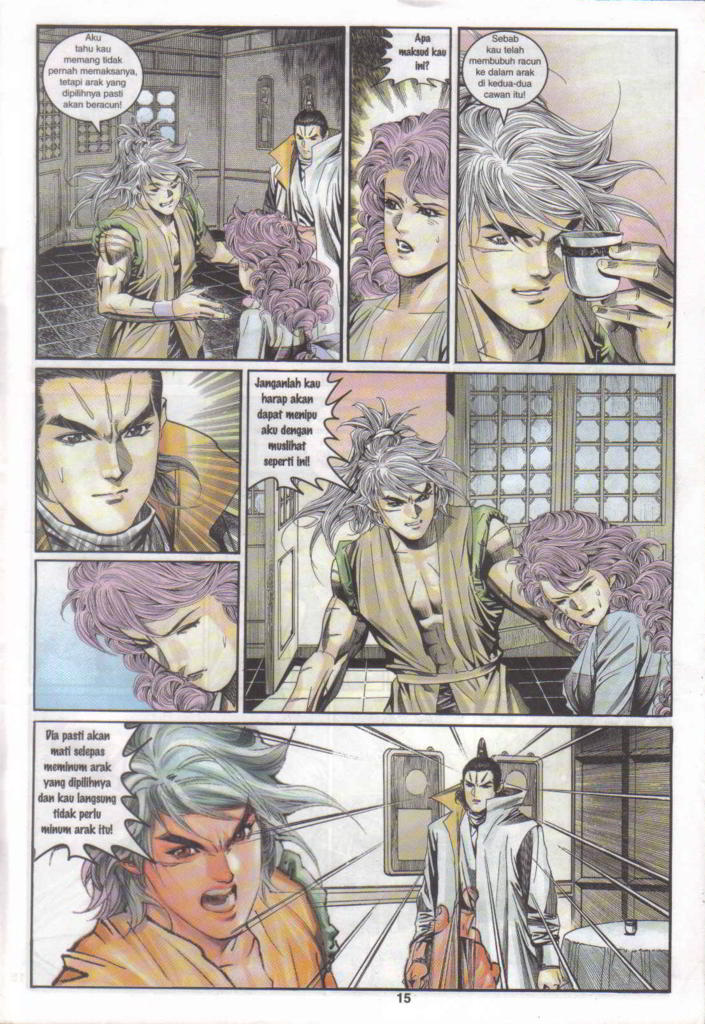 Aku
tahu kau
memang tidak
pernah memaksanya,
tetapi arak yang
dipilihnya pasti
akan beracun!
Apa
maksud kau
ini?
Sebab
kau telah
membubuh racun
ke dalam arak
di kedua-dua
cawan itu!
Janganlah kau
harap akan
dapat menipu
aku dengan
muslihat
seperti ini!
Dia pasti akan
mati selepas
meminum arak
yang dipilihnya
dan kau langsung
tidak perlu
minum arak itu!
15